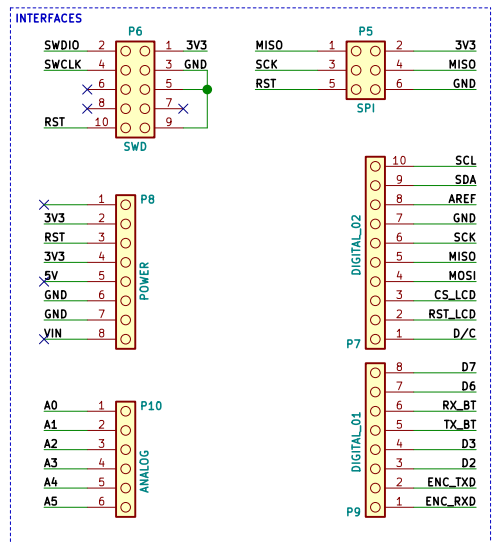 INTERFACES
P6
SWDIO 2 1 3V3
SWCLK 4 3 GND
6 5
8 7
RST 10 9
SWD
P5
MISO 1 2 3V3
SCK 3 4 MISO
RST 5 6 GND
SPI
P8
1
3V3 2
RST 3
3V3 4
5V 5
GND 6
GND 7
VIN 8
POWER
10 SCL
9 SDA
8 AREF
7 GND
6 SCK
5 MISO
4 MOSI
3 CS_LCD
2 RST_LCD
1 D/C
DIGITAL_02
P7
P10
A0 1
A1 2
A2 3
A3 4
A4 5
A5 6
ANALOG
8 D7
7 D6
6 RX_BT
5 TX_BT
4 D3
3 D2
2 ENC_TXD
1 ENC_RXD
DIGITAL_01
P9